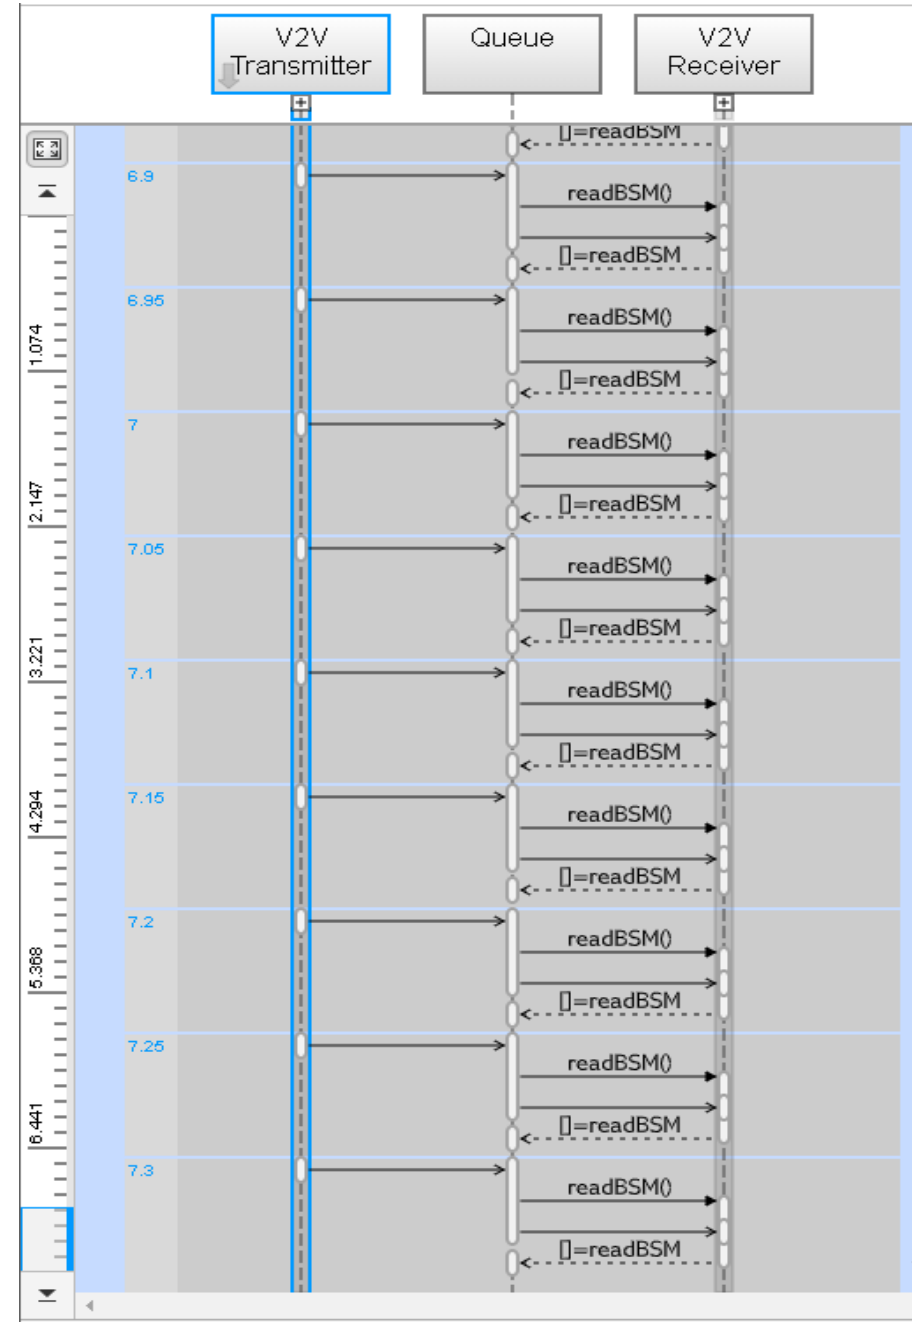 V2V
Transmitter
Queue
V2V
Receiver
[]=readBSM
6.9
readBSM()
[]=readBSM
6.95
readBSM()
[]=readBSM
7
readBSM()
[]=readBSM
7.05
readBSM()
[]=readBSM
7.1
readBSM()
[]=readBSM
7.15
readBSM()
[]=readBSM
7.2
readBSM()
[]=readBSM
7.25
readBSM()
[]=readBSM
7.3
readBSM()
[]=readBSM
1.074
2.147
3.221
4.294
5.368
6.441